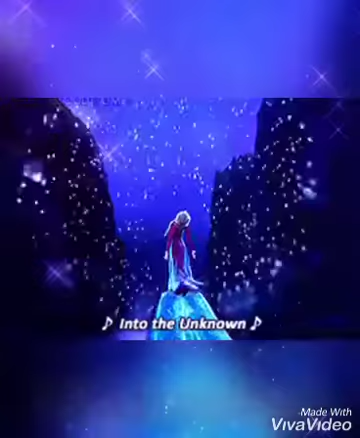 ♪ Into the Unknown ♪
Made With
VivaVideo